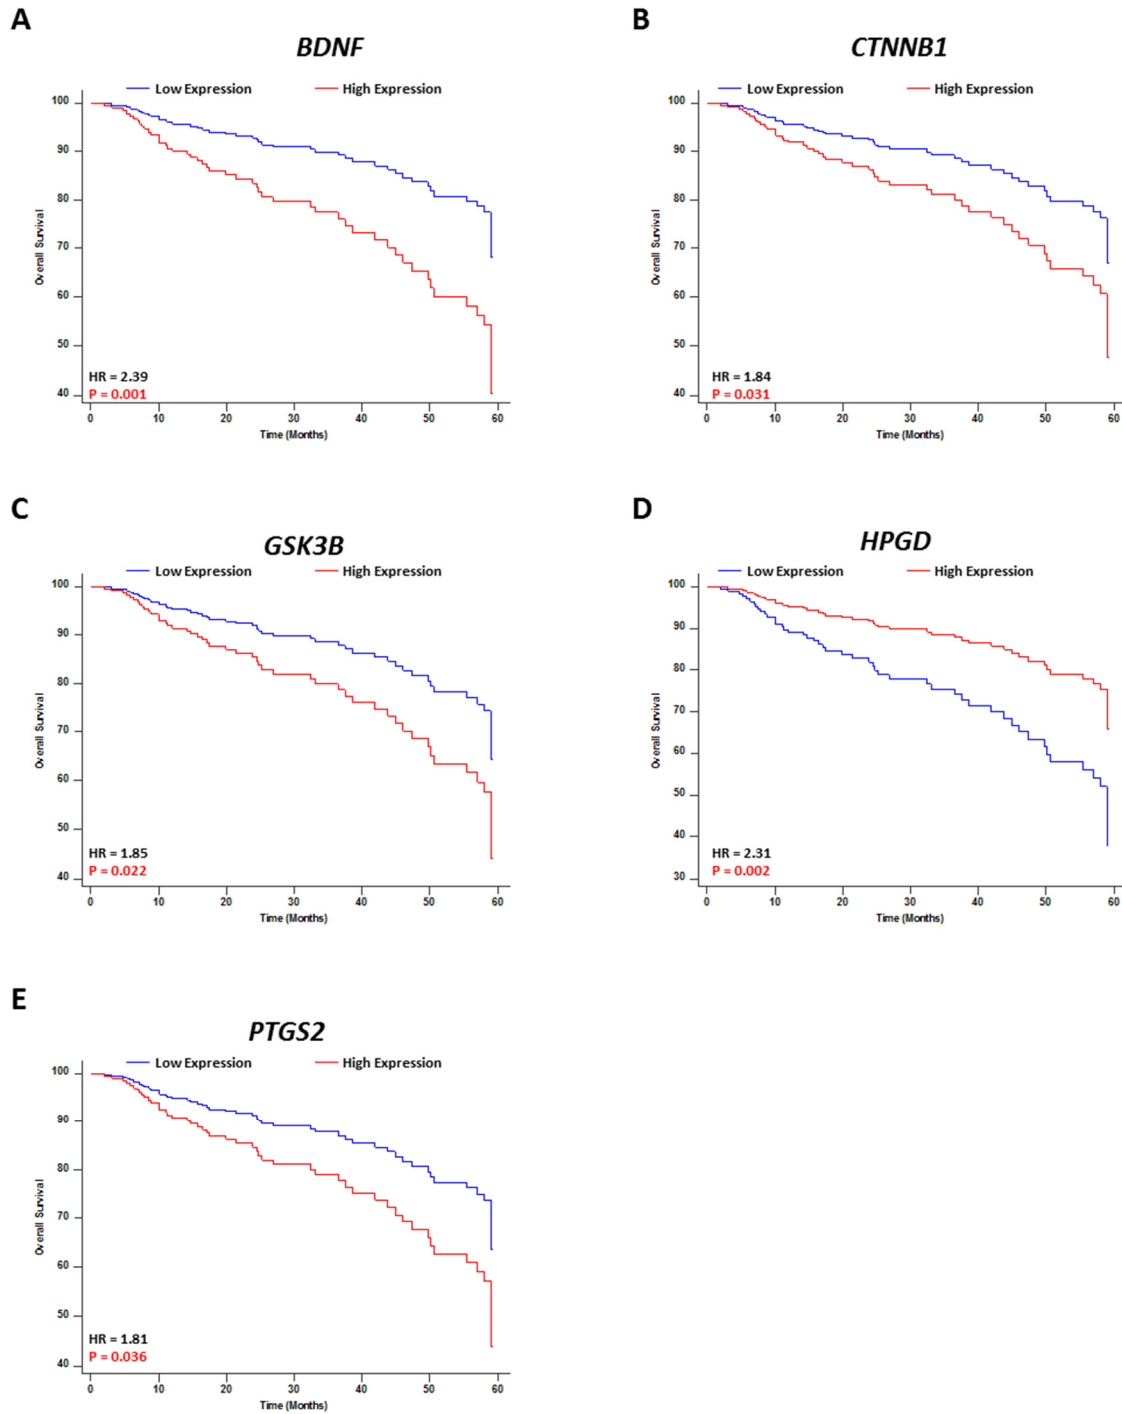 A
BDNF
Low Expression High Expression
100
90
80
70
60
50
40
Overall Survival
HR = 2.39
P = 0.001
0 10 20 30 40 50 60
Time (Months)
B
CTNNB1
Low Expression High Expression
100
90
80
70
60
50
40
Overall Survival
HR = 1.84
P = 0.031
0 10 20 30 40 50 60
Time (Months)
C
GSK3B
Low Expression High Expression
100
90
80
70
60
50
40
Overall Survival
HR = 1.85
P = 0.022
0 10 20 30 40 50 60
Time (Months)
D
HPGD
Low Expression High Expression
100
90
80
70
60
50
40
30
Overall Survival
HR = 2.31
P = 0.002
0 10 20 30 40 50 60
Time (Months)
E
PTGS2
Low Expression High Expression
100
90
80
70
60
50
40
Overall Survival
HR = 1.81
P = 0.036
0 10 20 30 40 50 60
Time (Months)